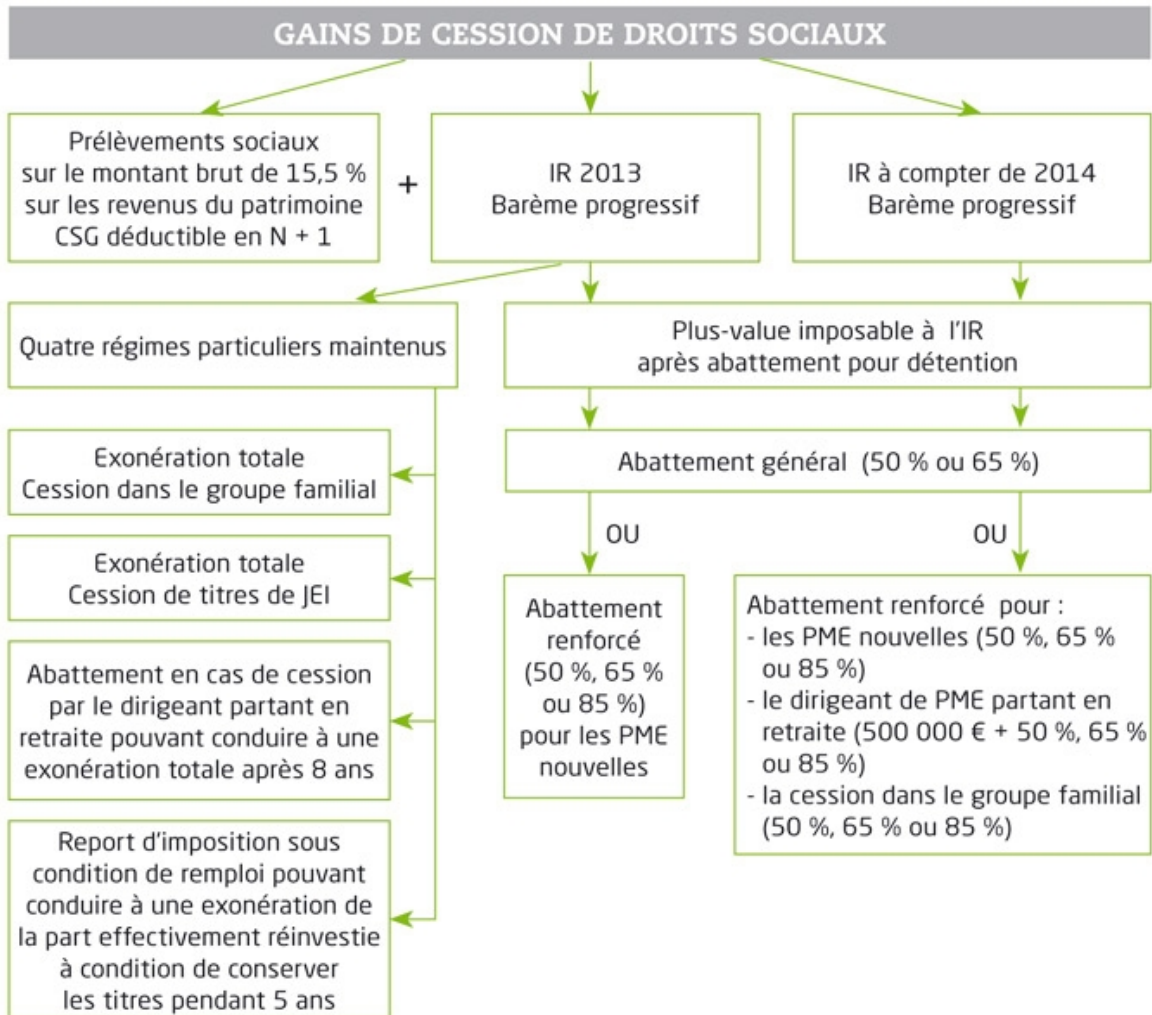 GAINS DE CESSION DE DROITS SOCIAUX
Prélèvements sociaux
sur le montant brut de 15,5 %
sur les revenus du patrimoine
CSG déductible en N + 1
+
IR 2013
Barème progressif
IR à compter de 2014
Barème progressif
Quatre régimes particuliers maintenus
Plus-value imposable à l'IR
après abattement pour détention
Exonération totale
Cession dans le groupe familial
Abattement général (50 % ou 65 %)
Exonération totale
Cession de titres de JEI
OU
OU
Abattement en cas de cession
par le dirigeant partant en
retraite pouvant conduire à une
exonération totale après 8 ans
Abattement
renforcé
(50 %, 65 %
ou 85 %)
pour les PME
nouvelles
Abattement renforcé pour :
- les PME nouvelles (50 %, 65 %
ou 85 %)
- le dirigeant de PME partant en
retraite (500 000 € + 50 %, 65 %
ou 85 %)
- la cession dans le groupe familial
(50 %, 65 % ou 85 %)
Report d'imposition sous
condition de remploi pouvant
conduire à une exonération de
la part effectivement réinvestie
à condition de conserver
les titres pendant 5 ans